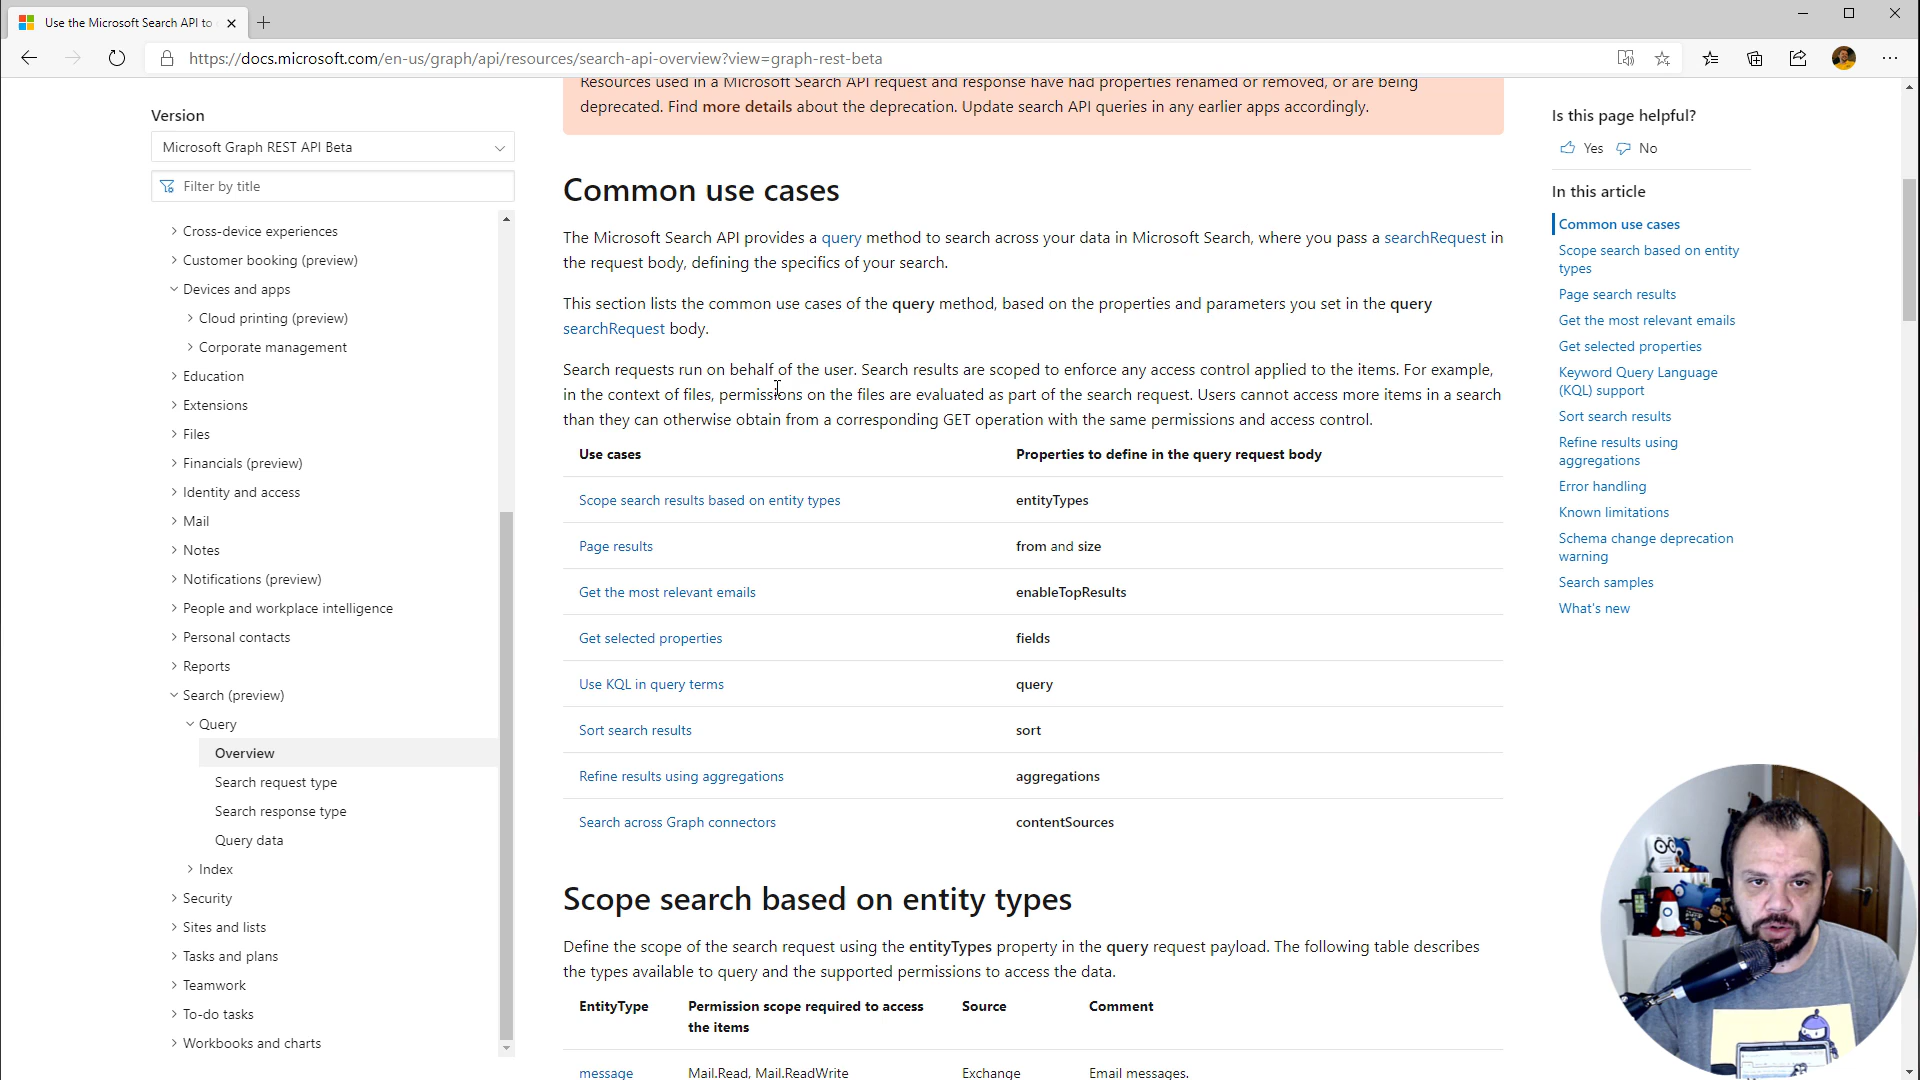 Use the Microsoft Search API to
https://docs.microsoft.com/en-us/graph/api/resources/search-api-overview?view=graph-rest-beta
Version
Microsoft Graph REST API Beta
Filter by title
Cross-device experiences
Customer booking (preview)
Devices and apps
Cloud printing (preview)
Corporate management
Education
Extensions
Files
Financials (preview)
Identity and access
Mail
Notes
Notifications (preview)
People and workplace intelligence
Personal contacts
Reports
Search (preview)
Query
Overview
Search request type
Search response type
Query data
Index
Security
Sites and lists
Tasks and plans
Teamwork
To-do tasks
Workbooks and charts
Resources used in a Microsoft Search API request and response have had properties renamed or removed, or are being
deprecated. Find more details about the deprecation. Update search API queries in any earlier apps accordingly.
Common use cases
The Microsoft Search API provides a query method to search across your data in Microsoft Search, where you pass a searchRequest in
the request body, defining the specifics of your search.
This section lists the common use cases of the query method, based on the properties and parameters you set in the query
searchRequest body.
Search requests run on behalf of the user. Search results are scoped to enforce any access control applied to the items. For example,
in the context of files, permissions on the files are evaluated as part of the search request. Users cannot access more items in a search
than they can otherwise obtain from a corresponding GET operation with the same permissions and access control.
Use cases Properties to define in the query request body
Scope search results based on entity types entityTypes
Page results from and size
Get the most relevant emails enableTopResults
Get selected properties fields
Use KQL in query terms query
Sort search results sort
Refine results using aggregations aggregations
Search across Graph connectors contentSources
Scope search based on entity types
Define the scope of the search request using the entityTypes property in the query request payload. The following table describes
the types available to query and the supported permissions to access the data.
EntityType Permission scope required to access Source Comment
the items
message Mail.Read, Mail.ReadWrite Exchange Email messages.
Is this page helpful?
Yes No
In this article
Common use cases
Scope search based on entity
types
Page search results
Get the most relevant emails
Get selected properties
Keyword Query Language
(KQL) support
Sort search results
Refine results using
aggregations
Error handling
Known limitations
Schema change deprecation
warning
Search samples
What's new